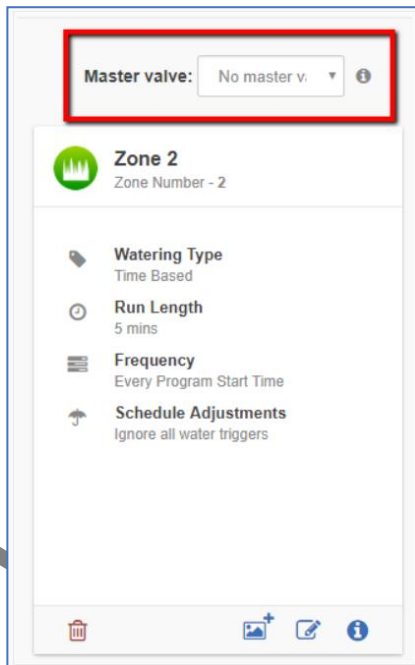 Master valve: No master v
Zone 2
Zone Number - 2
Watering Type
Time Based
Run Length
5 mins
Frequency
Every Program Start Time
Schedule Adjustments
Ignore all water triggers